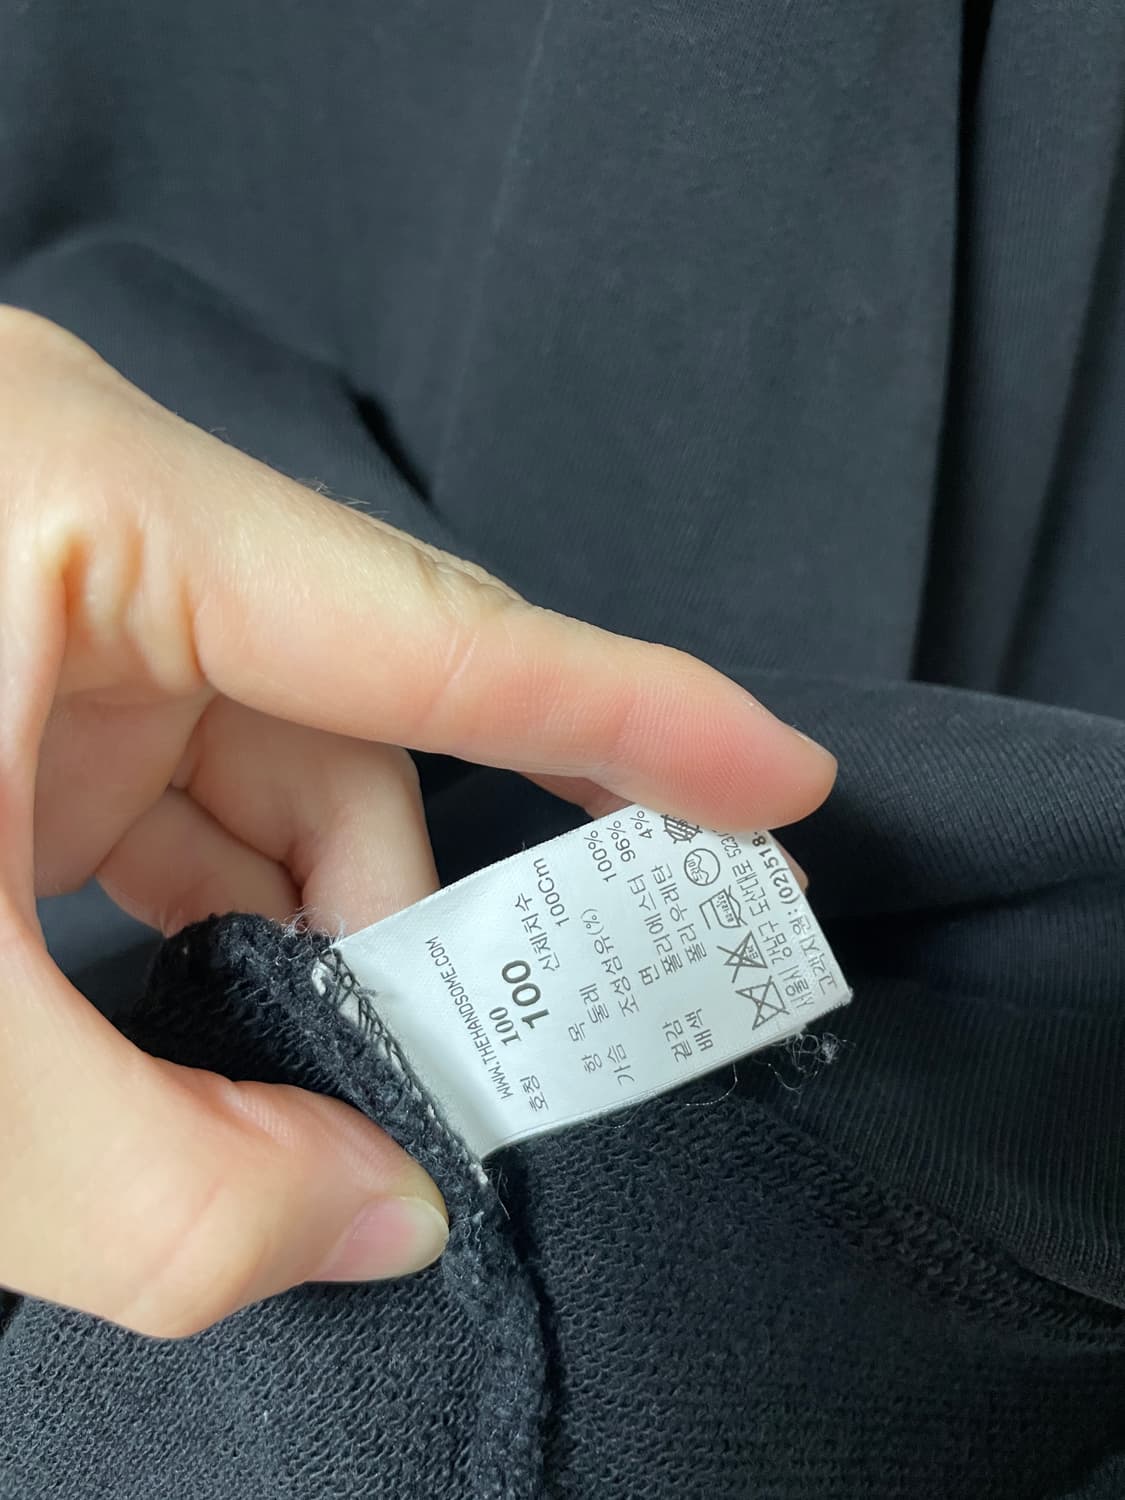 WWW.THEHANDSOME.COM
호칭 100
100
항 목 신체치수
가슴 둘레 100Cm
조성섬유(%)
겉감 폴리에스터 100%
배색 면 96%
폴리우레탄 4%
서울시 강남구 도산대로 523
고객지원:(02)518-